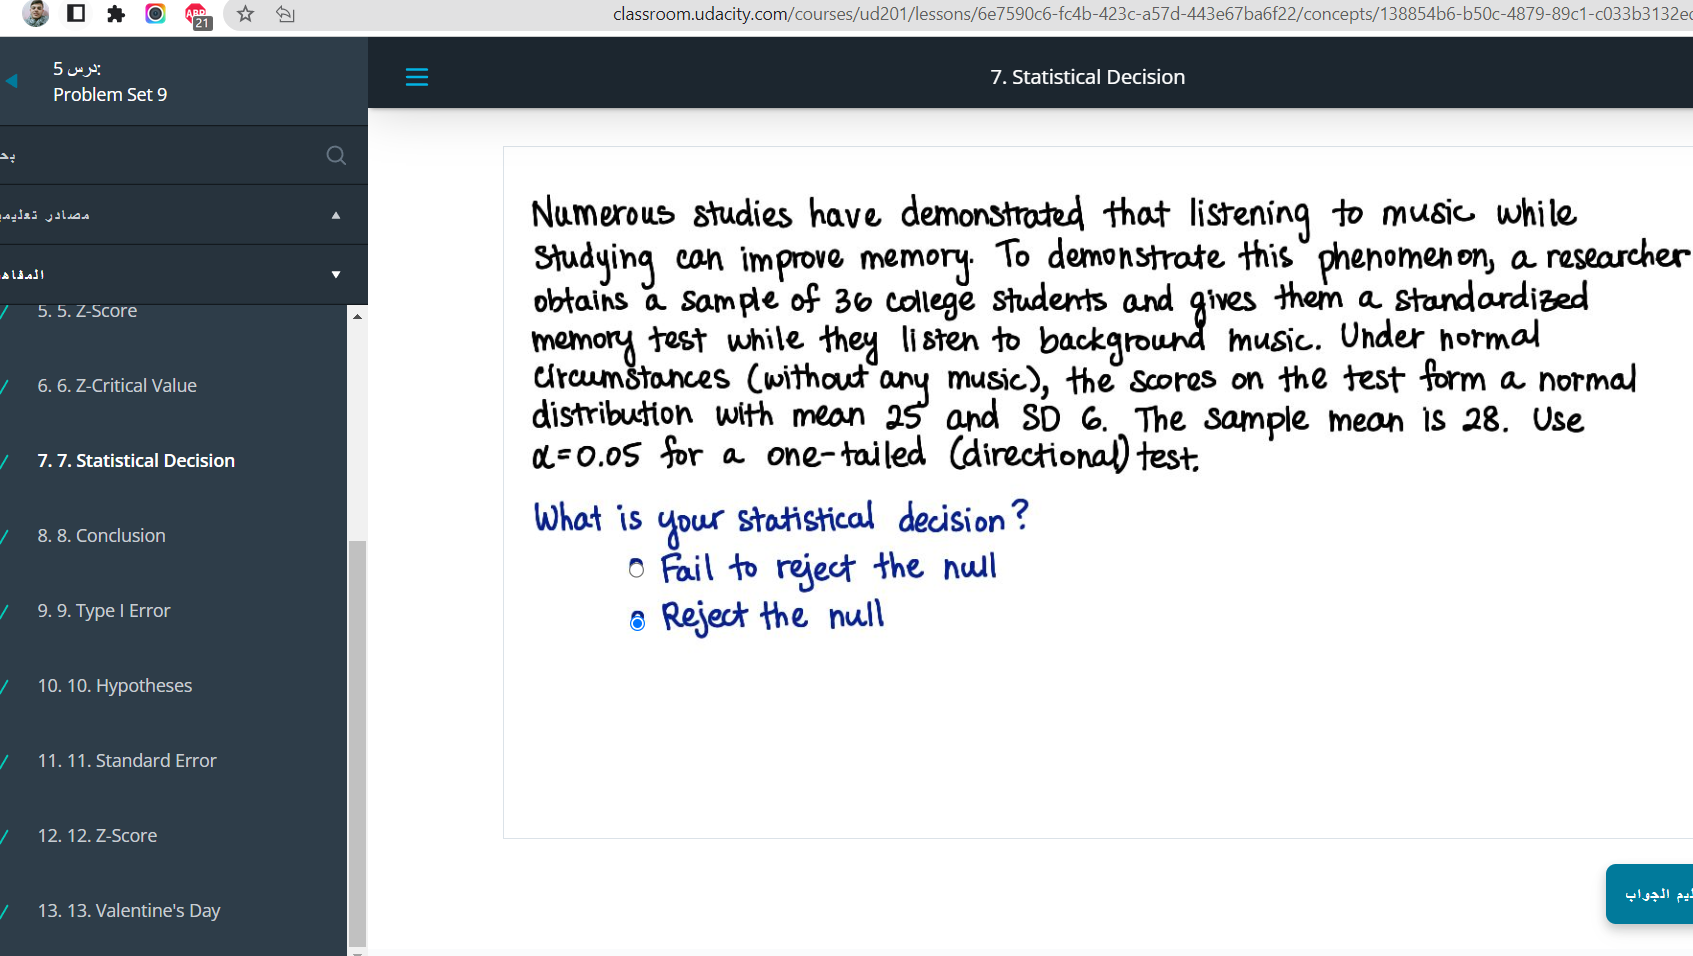 ABP
21
classroom.udacity.com/courses/ud201/lessons/6e7590c6-fc4b-423c-a57d-443e67ba6f22/concepts/138854b6-b50c-4879-89c1-c033b3132e
درس 5:
Problem Set 9
7. Statistical Decision
مصادر
5. 5. Z-Score
6. 6. Z-Critical Value
7. 7. Statistical Decision
8. 8. Conclusion
9. 9. Type I Error
10. 10. Hypotheses
11. 11. Standard Error
12. 12. Z-Score
13. 13. Valentine's Day
Numerous studies have demonstrated that listening to music while
studying can improve memory. To demonstrate this phenomenon, a researcher
obtains a sample of 36 college students and gives them a standardized
memory test while they listen to background music. Under normal
circumstances (without any music), the scores on the test form a normal
distribution with mean 25 and SD 6. The sample mean is 28. Use
α=0.05 for a one-tailed (directional) test.
What is your statistical decision?
Fail to reject the null
Reject the null
الجواب